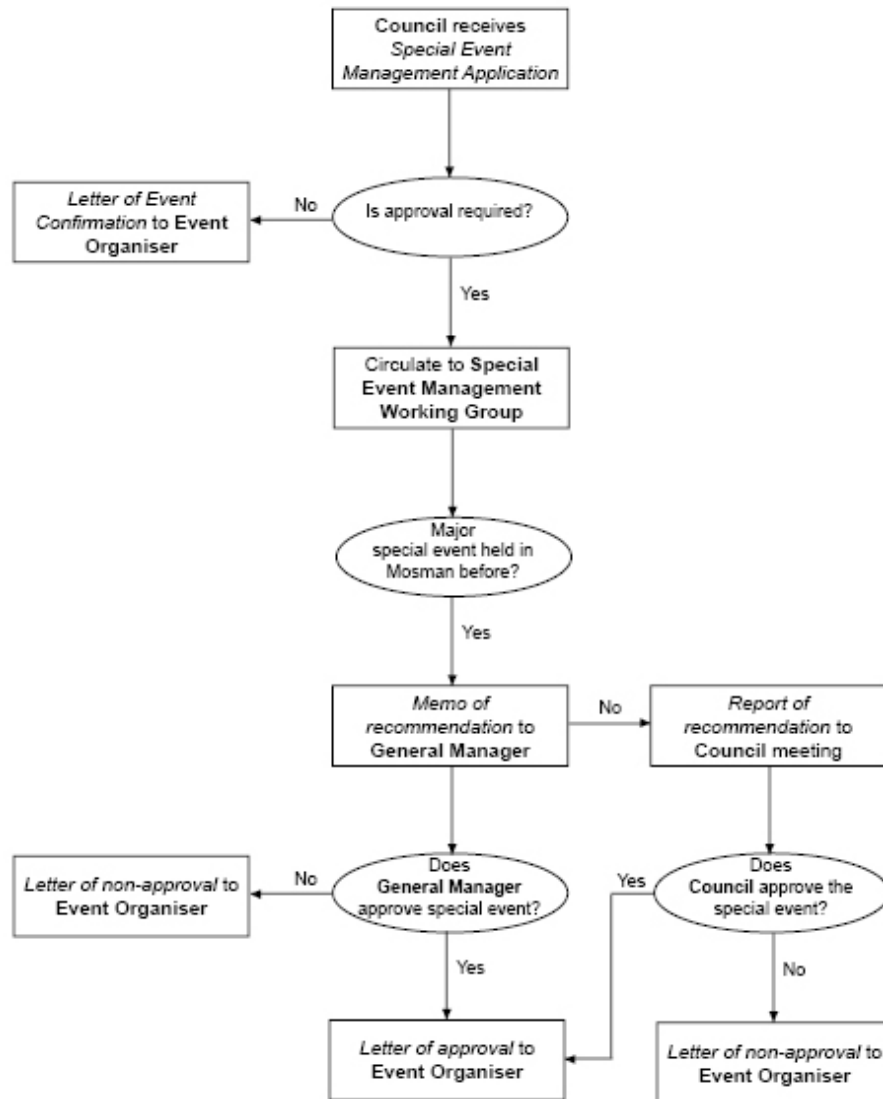 Council receives
Special Event
Management Application
Is approval required?
No
Letter of Event
Confirmation to Event
Organiser
Yes
Circulate to Special
Event Management
Working Group
Major
special event held in
Mosman before?
Yes
Memo of
recommendation to
General Manager
No
Report of
recommendation to
Council meeting
Does
General Manager
approve special event?
No
Letter of non-approval to
Event Organiser
Yes
Does
Council approve the
special event?
Yes
No
Letter of approval to
Event Organiser
Letter of non-approval to
Event Organiser